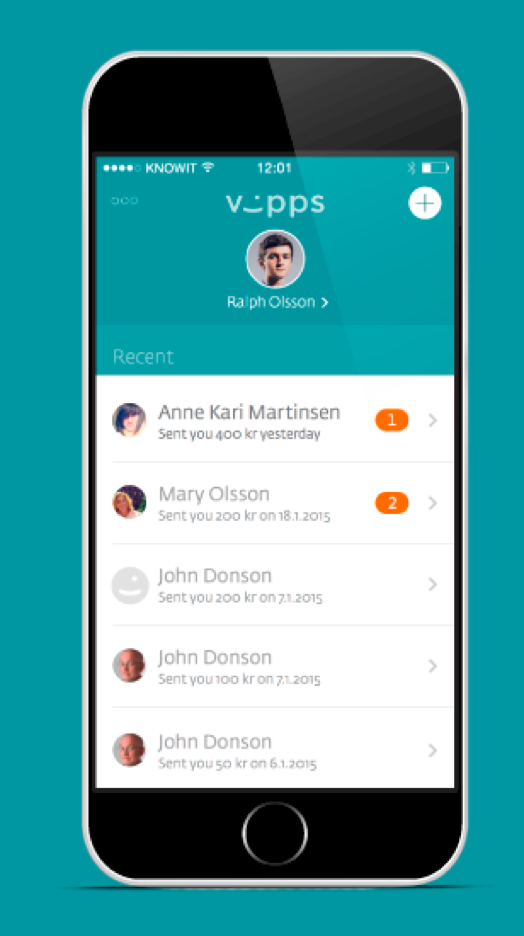 KNOWIT
12:01
vipps
Ralph Olsson
Recent
Anne Kari Martinsen
Sent you 400 kr yesterday
1
Mary Olsson
Sent you 200 kr on 18.1.2015
2
John Donson
Sent you 200 kr on 7.1.2015
John Donson
Sent you 100 kr on 7.1.2015
John Donson
Sent you 50 kr on 6.1.2015